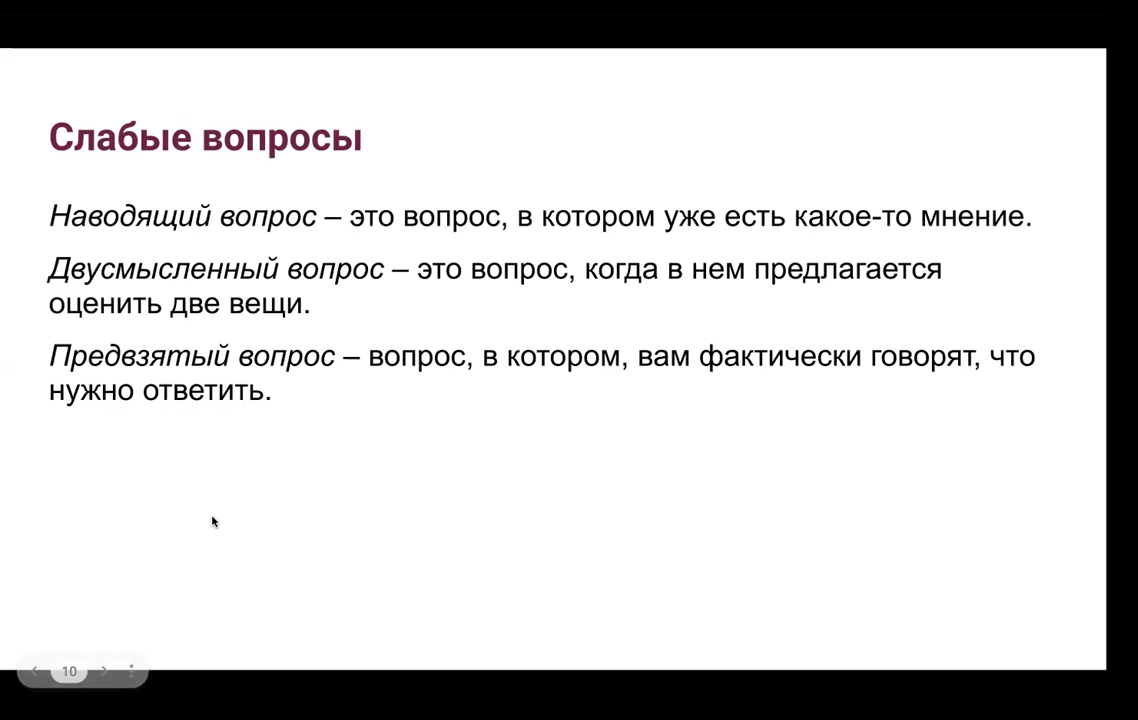 Слабые вопросы
Наводящий вопрос – это вопрос, в котором уже есть какое-то мнение.
Двусмысленный вопрос – это вопрос, когда в нем предлагается
оценить две вещи.
Предвзятый вопрос – вопрос, в котором, вам фактически говорят, что
нужно ответить.
10